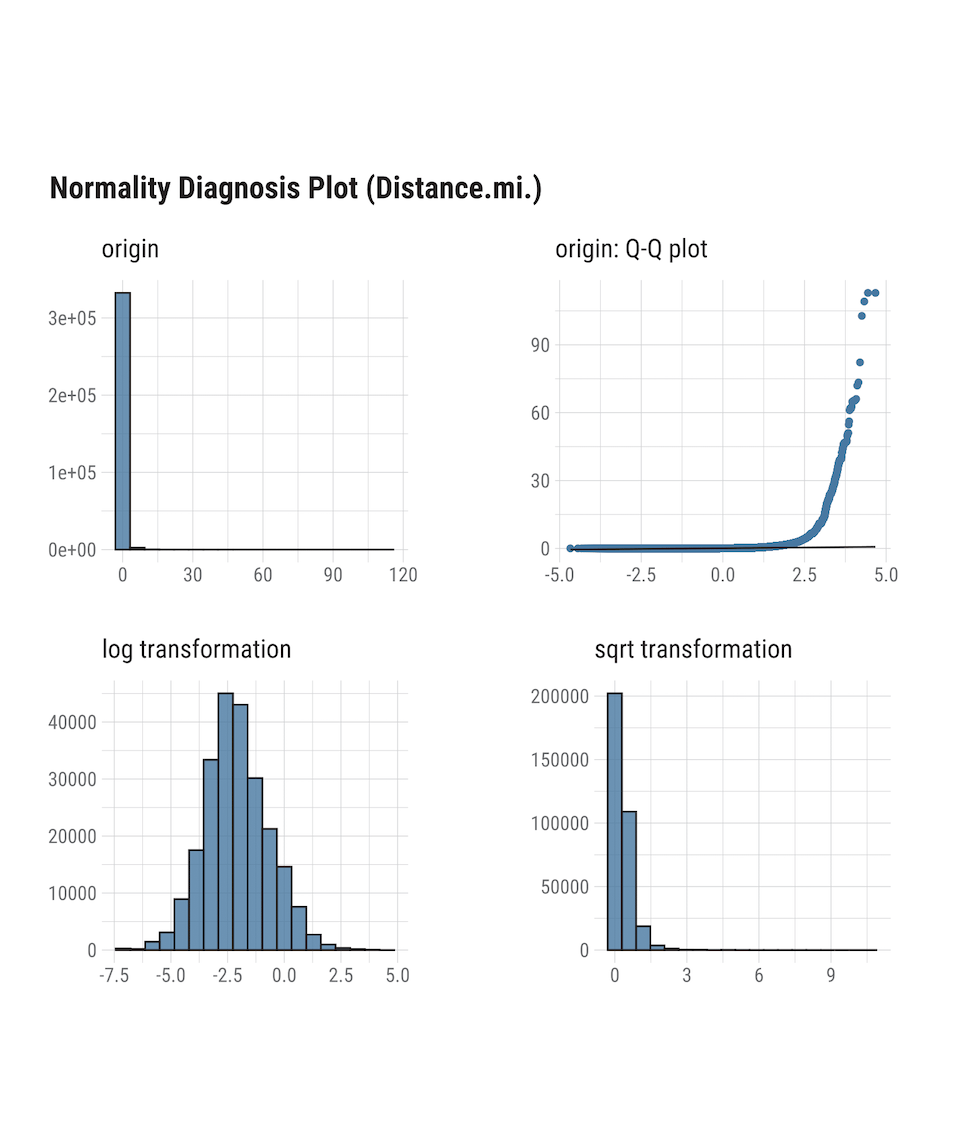 Normality Diagnosis Plot (Distance.mi.)
origin
3e+05
2e+05
1e+05
0e+00
0 30 60 90 120
origin: Q-Q plot
90
60
30
0
-5.0 -2.5 0.0 2.5 5.0
log transformation
40000
30000
20000
10000
0
-7.5 -5.0 -2.5 0.0 2.5 5.0
sqrt transformation
200000
150000
100000
50000
0
0 3 6 9